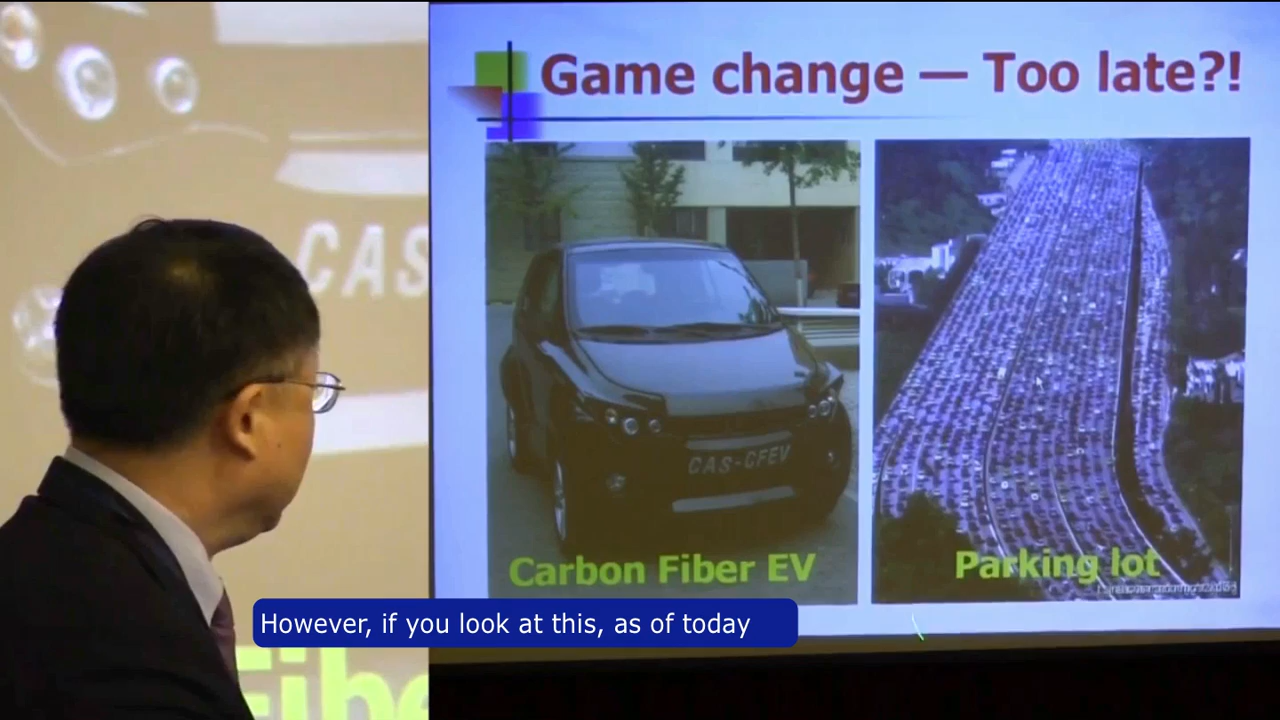 Game change — Too late?!
CAS
CAS-CFEV
Carbon Fiber EV
Parking lot
However, if you look at this, as of today
Fibe